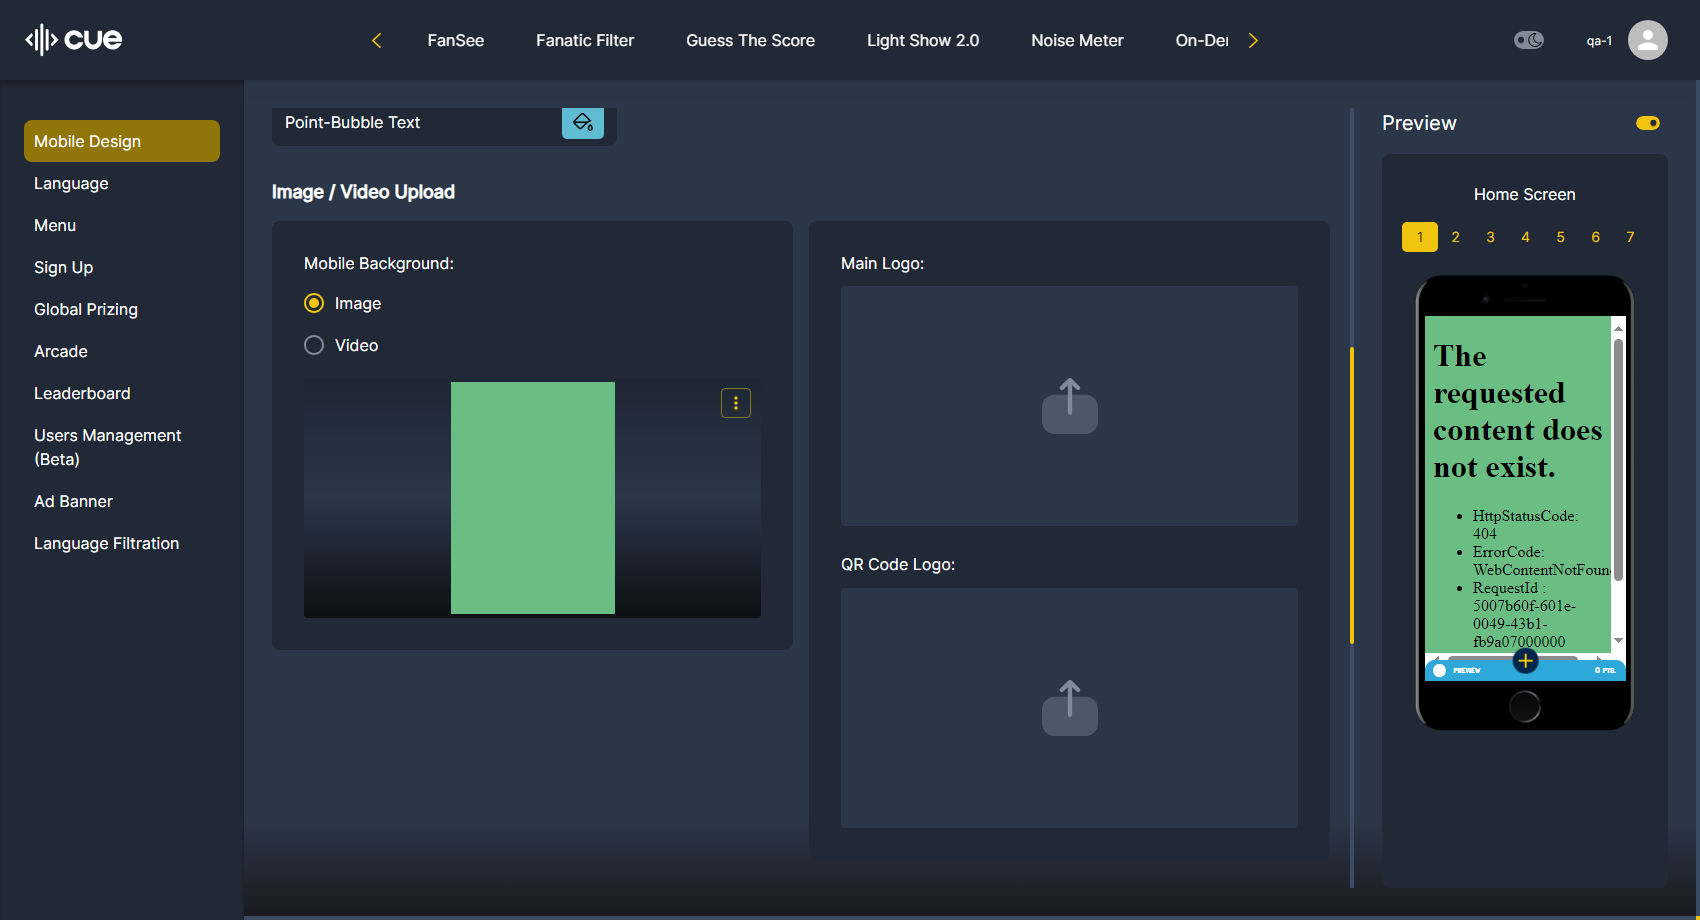 cue
FanSee
Fanatic Filter
Guess The Score
Light Show 2.0
Noise Meter
On-Der
qa-1
Mobile Design
Language
Menu
Sign Up
Global Prizing
Arcade
Leaderboard
Users Management
(Beta)
Ad Banner
Language Filtration
Point-Bubble Text
Image / Video Upload
Mobile Background:
Image
Video
Main Logo:
QR Code Logo:
Preview
Home Screen
1 2 3 4 5 6 7
The
requested
content does
not exist.
• HttpStatusCode:
404
• ErrorCode:
WebContentNotFoun
• RequestId :
5007b60f-601e-
0049-43b1-
fb9a07000000
PREVIEW
0 PTS.